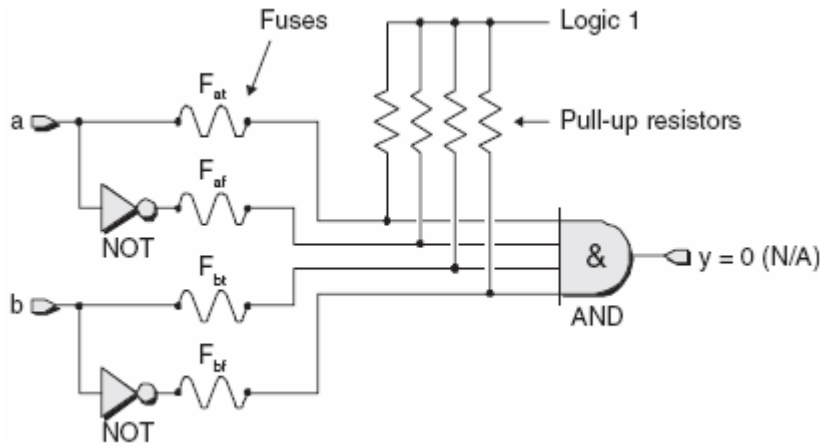 Fuses
Logic 1
Fat
a
Pull-up resistors
Faf
NOT
&
y = 0 (N/A)
Fbt
b
AND
Fbf
NOT